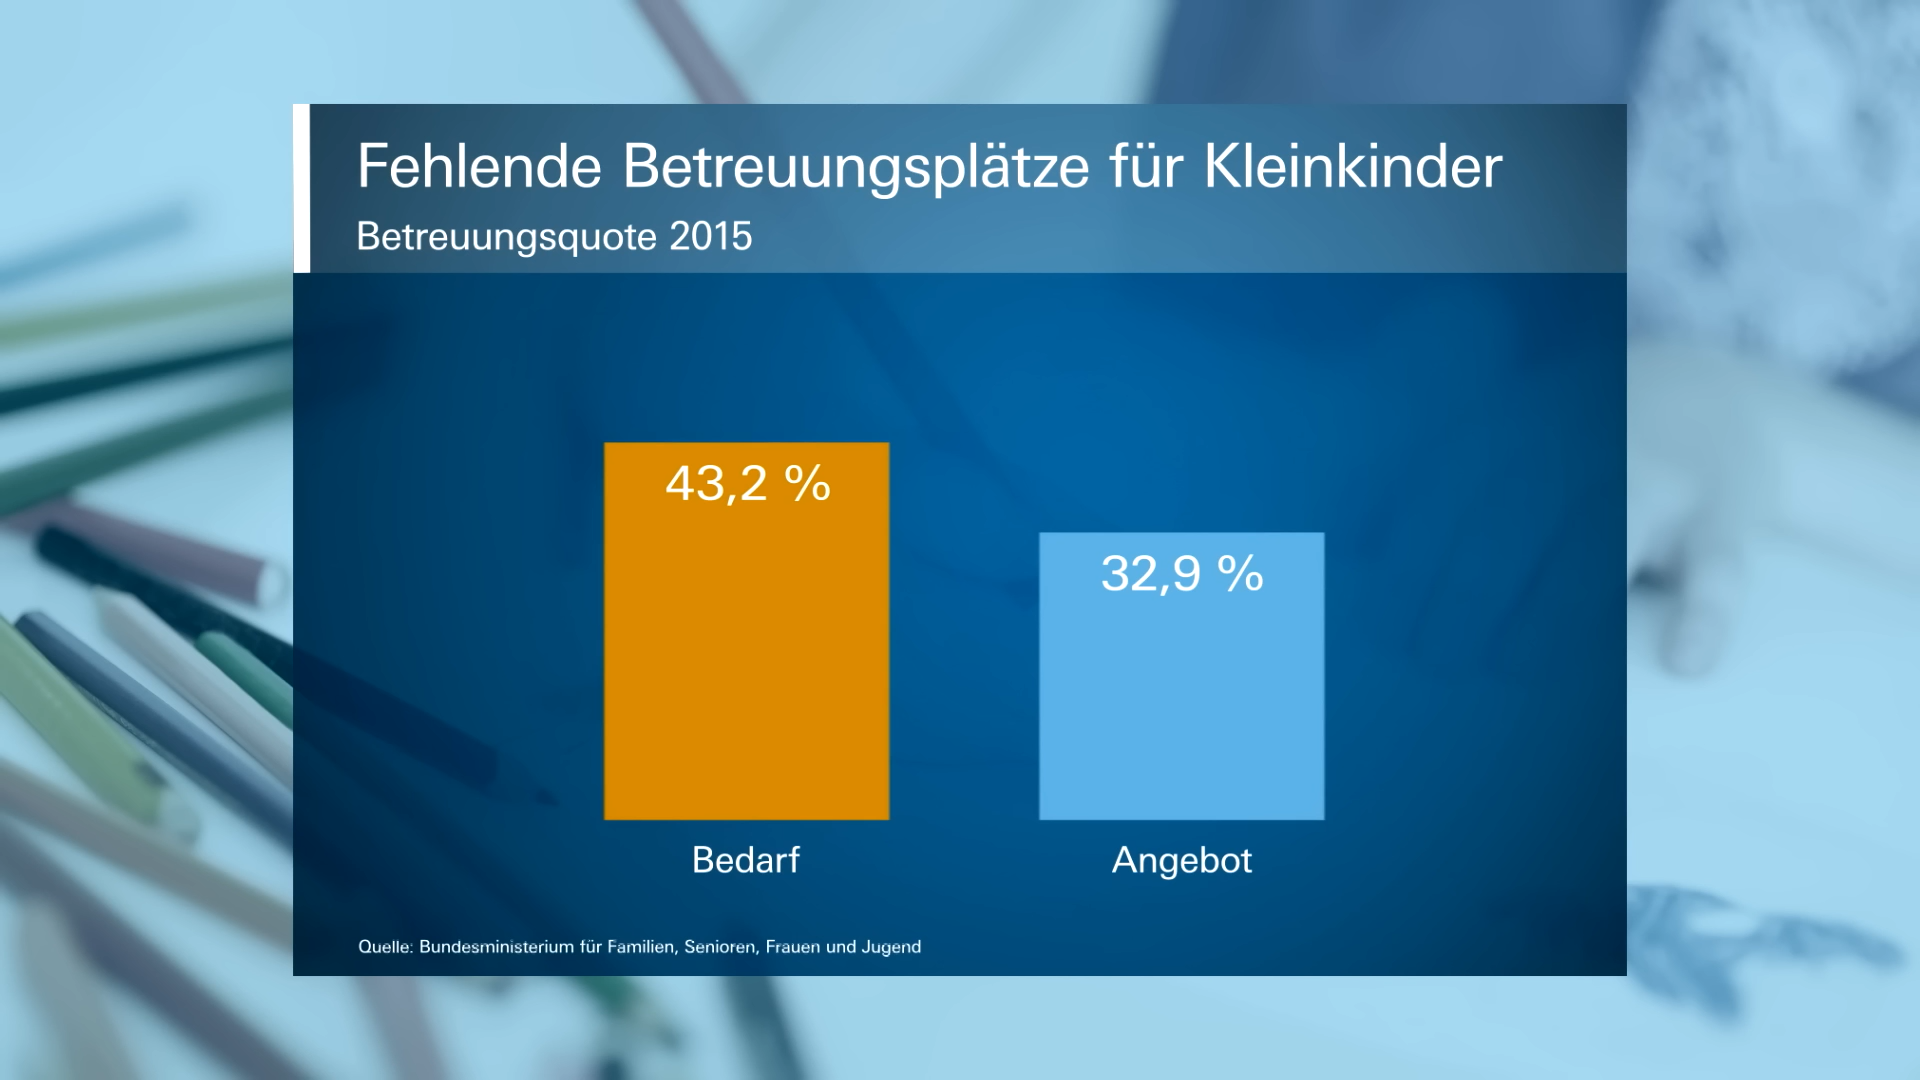 Fehlende Betreuungsplätze für Kleinkinder
Betreuungsquote 2015
43,2 %
32,9 %
Bedarf
Angebot
Quelle: Bundesministerium für Familien, Senioren, Frauen und Jugend